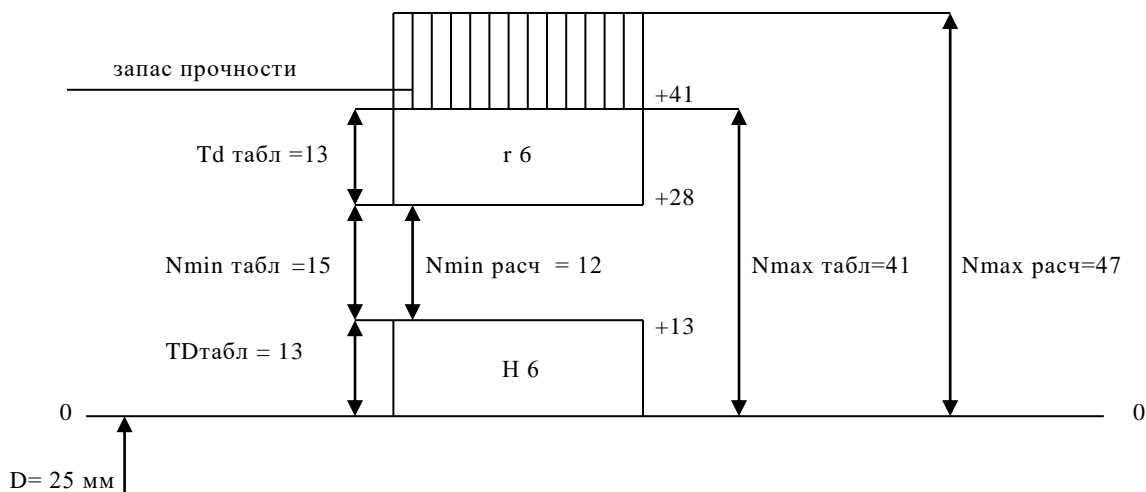 запас прочности
+41
Td табл =13
r 6
+28
Nmin табл =15
Nmin расч = 12
Nmax табл=41
Nmax расч=47
+13
TDтабл = 13
H 6
0
0
D= 25 мм